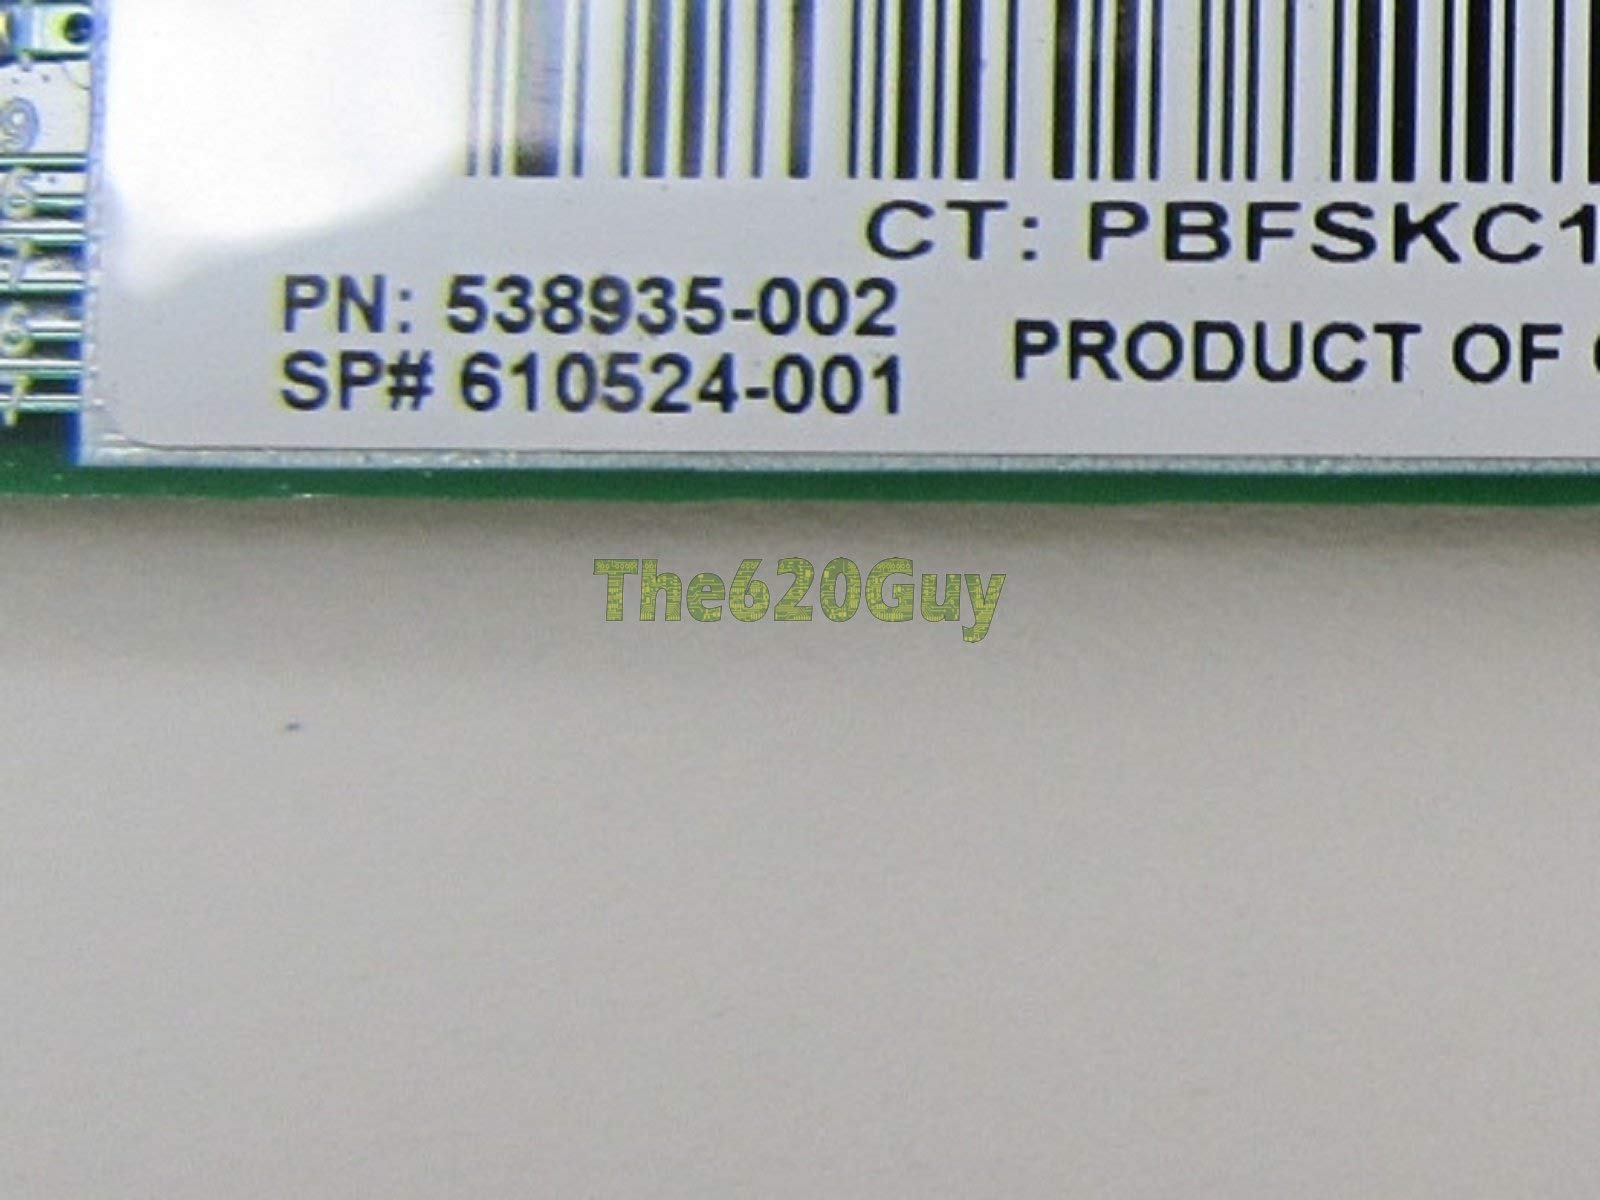 CT: PBFSKC1
PN: 538935-002
SP# 610524-001
PRODUCT OF
The620Guy